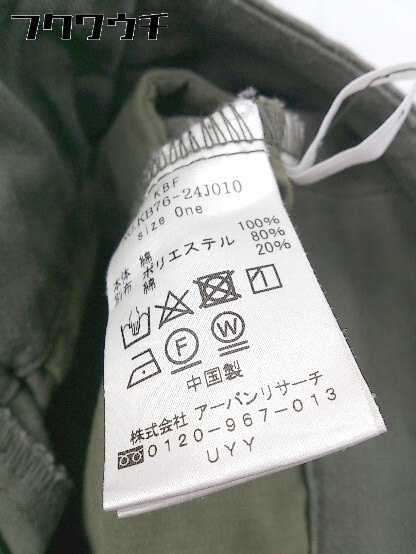 フクワウチ
KBF
NO.KB76-24J010
size One
本体 綿 100%
別布 ポリエステル 80%
綿 20%
F W
中国製
株式会社 アーバンリサーチ
0120-967-013
UYY